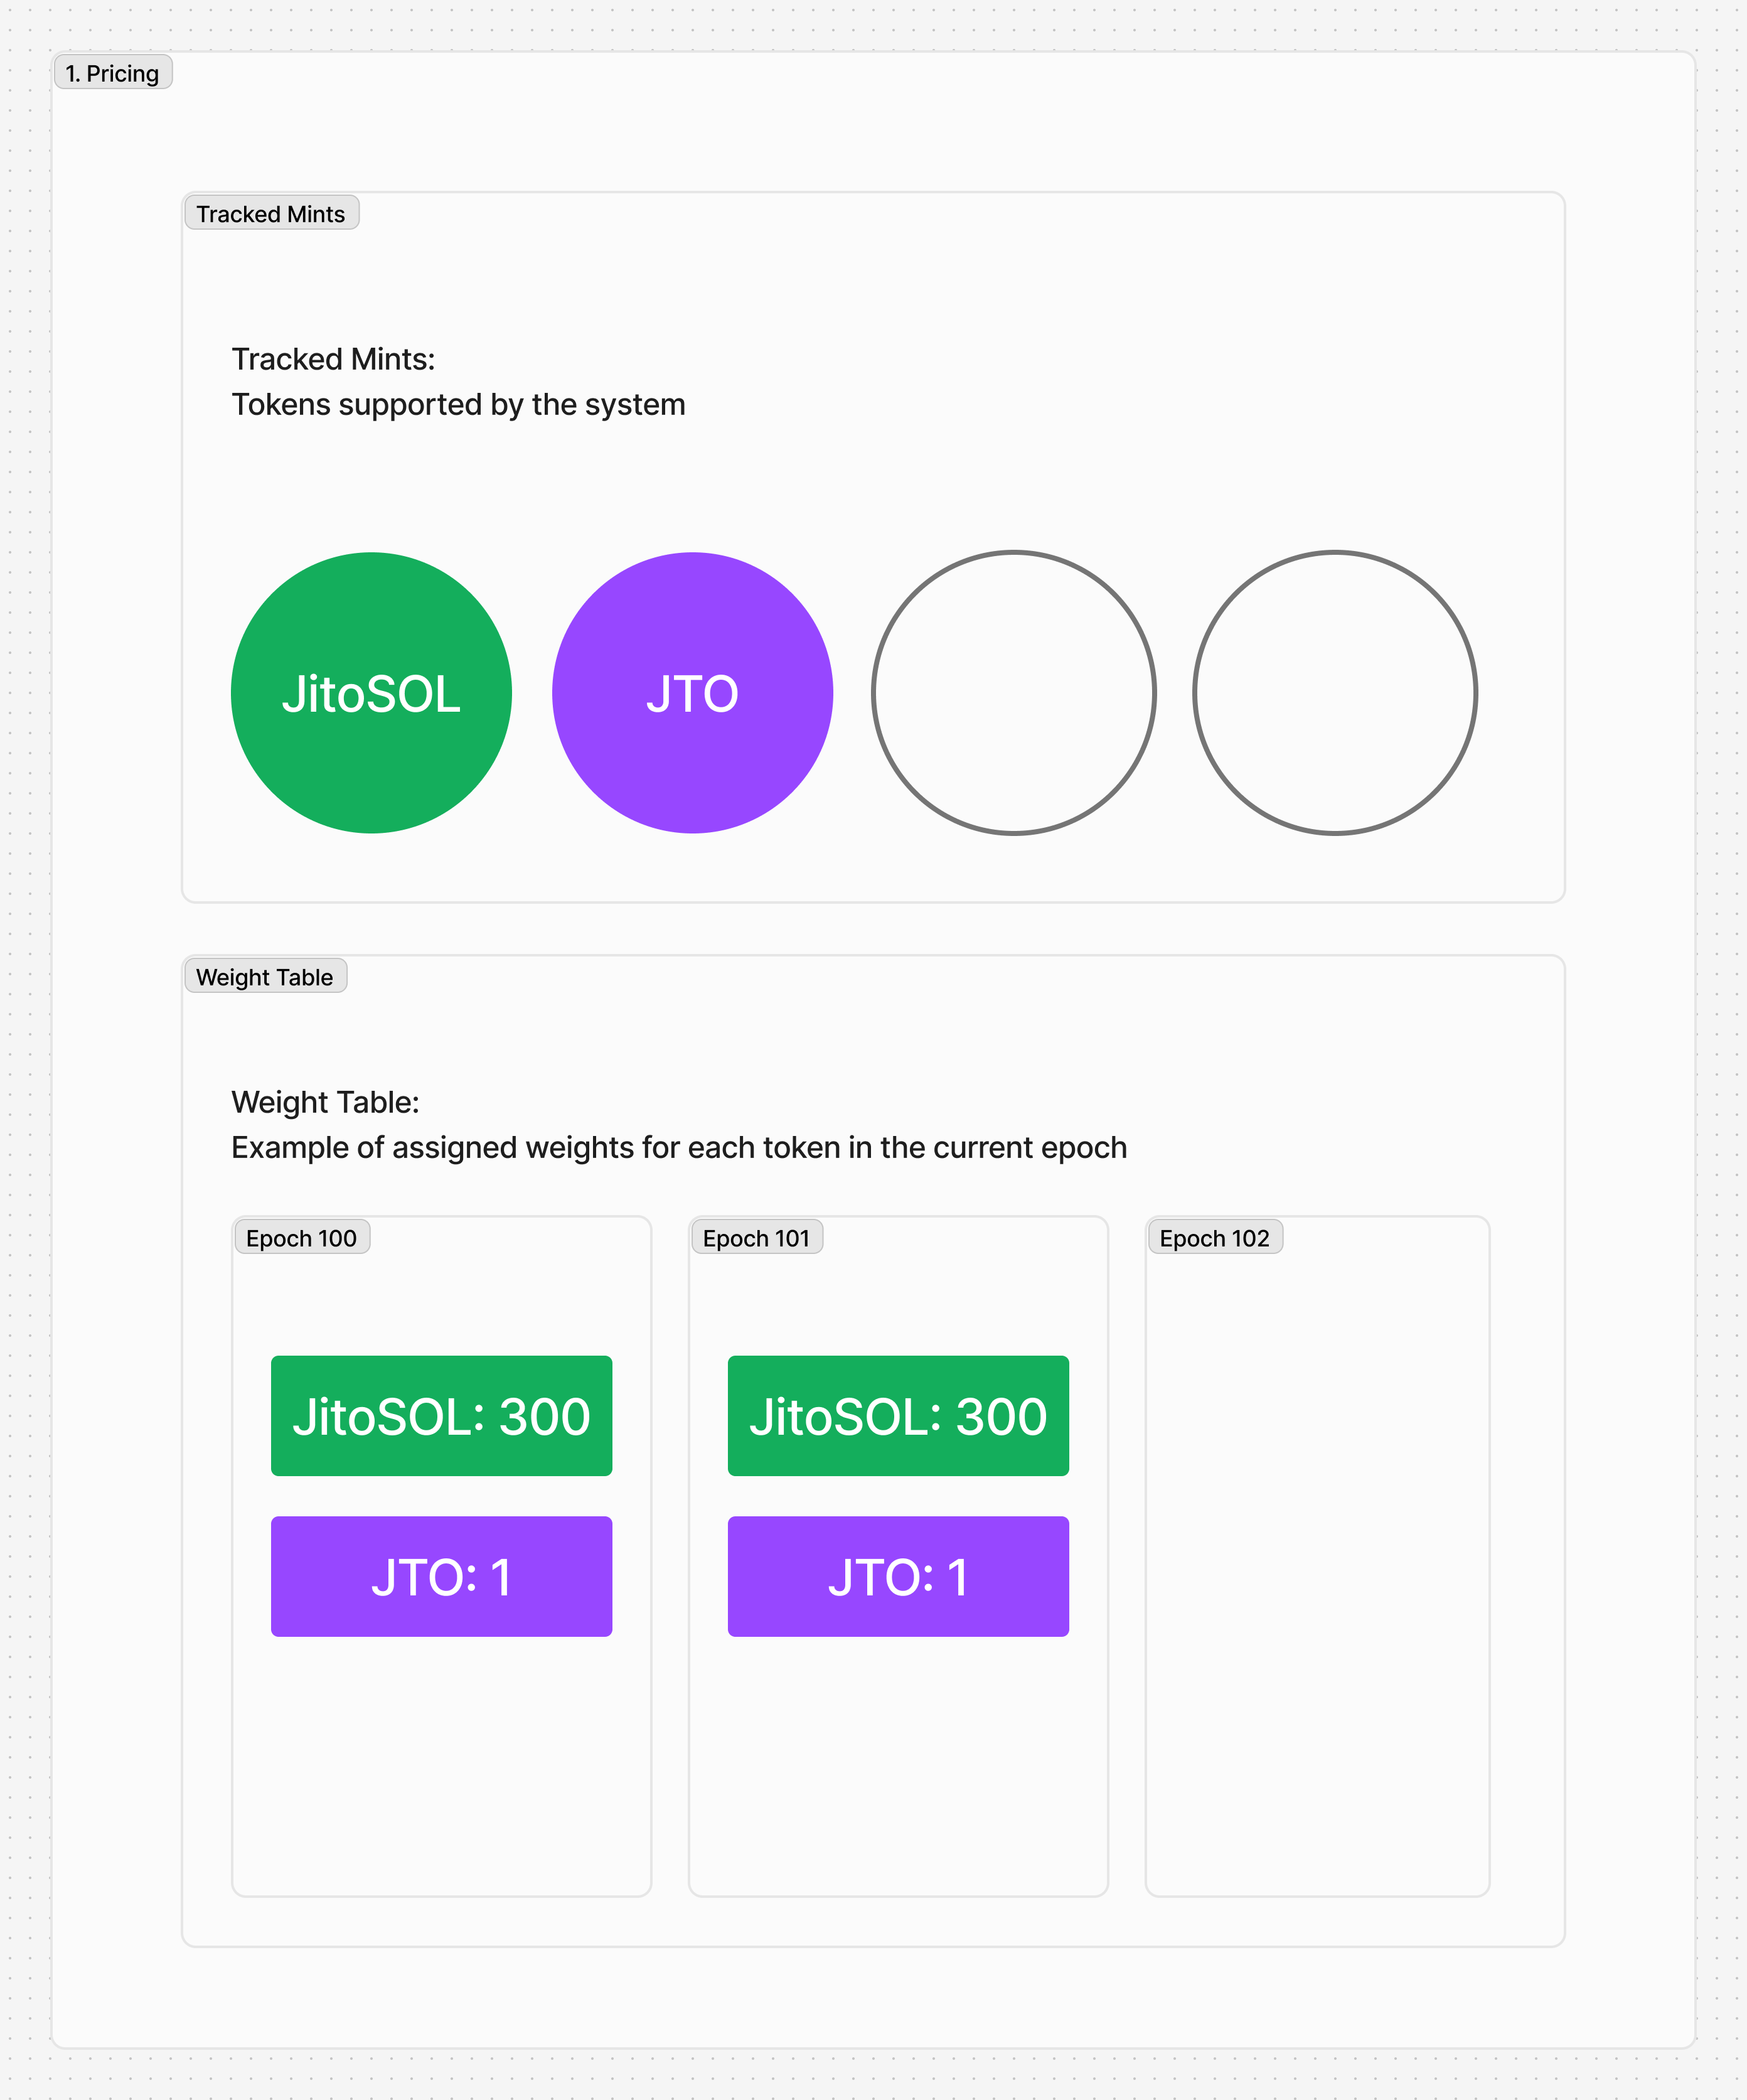 1. Pricing
Tracked Mints
Tracked Mints:
Tokens supported by the system
JitoSOL
JTO
Weight Table
Weight Table:
Example of assigned weights for each token in the current epoch
Epoch 100
JitoSOL: 300
JTO: 1
Epoch 101
JitoSOL: 300
JTO: 1
Epoch 102